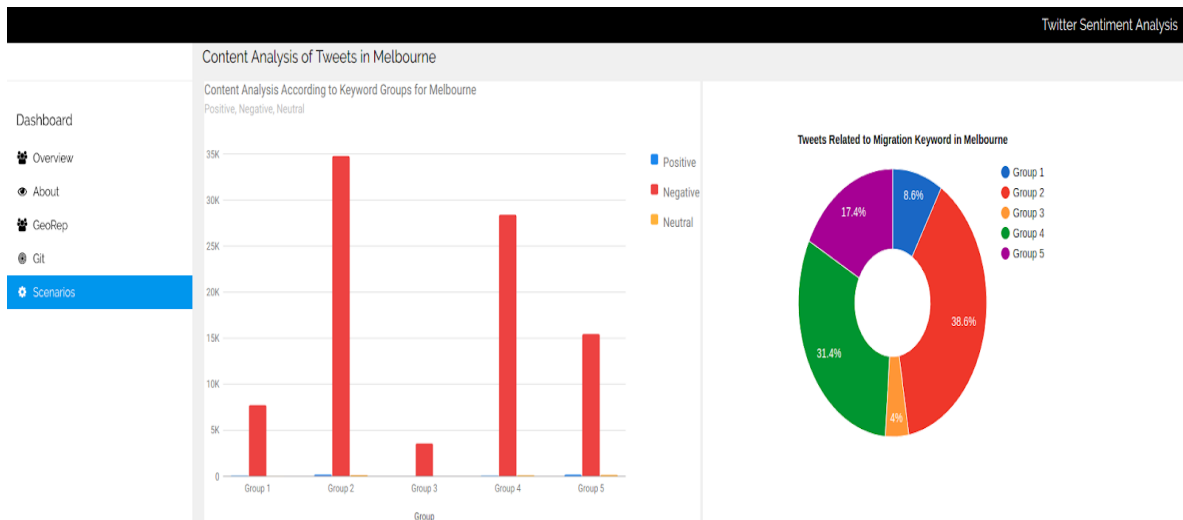 Twitter Sentiment Analysis
Content Analysis of Tweets in Melbourne
Dashboard
Overview
About
GeoRep
Git
Scenarios
Content Analysis According to Keyword Groups for Melbourne
Positive, Negative, Neutral
35K
30K
25K
20K
15K
10K
5K
0
Group 1
Group 2
Group 3
Group 4
Group 5
Group
Positive
Negative
Neutral
Tweets Related to Migration Keyword in Melbourne
8.6%
17.4%
38.6%
31.4%
4%
Group 1
Group 2
Group 3
Group 4
Group 5